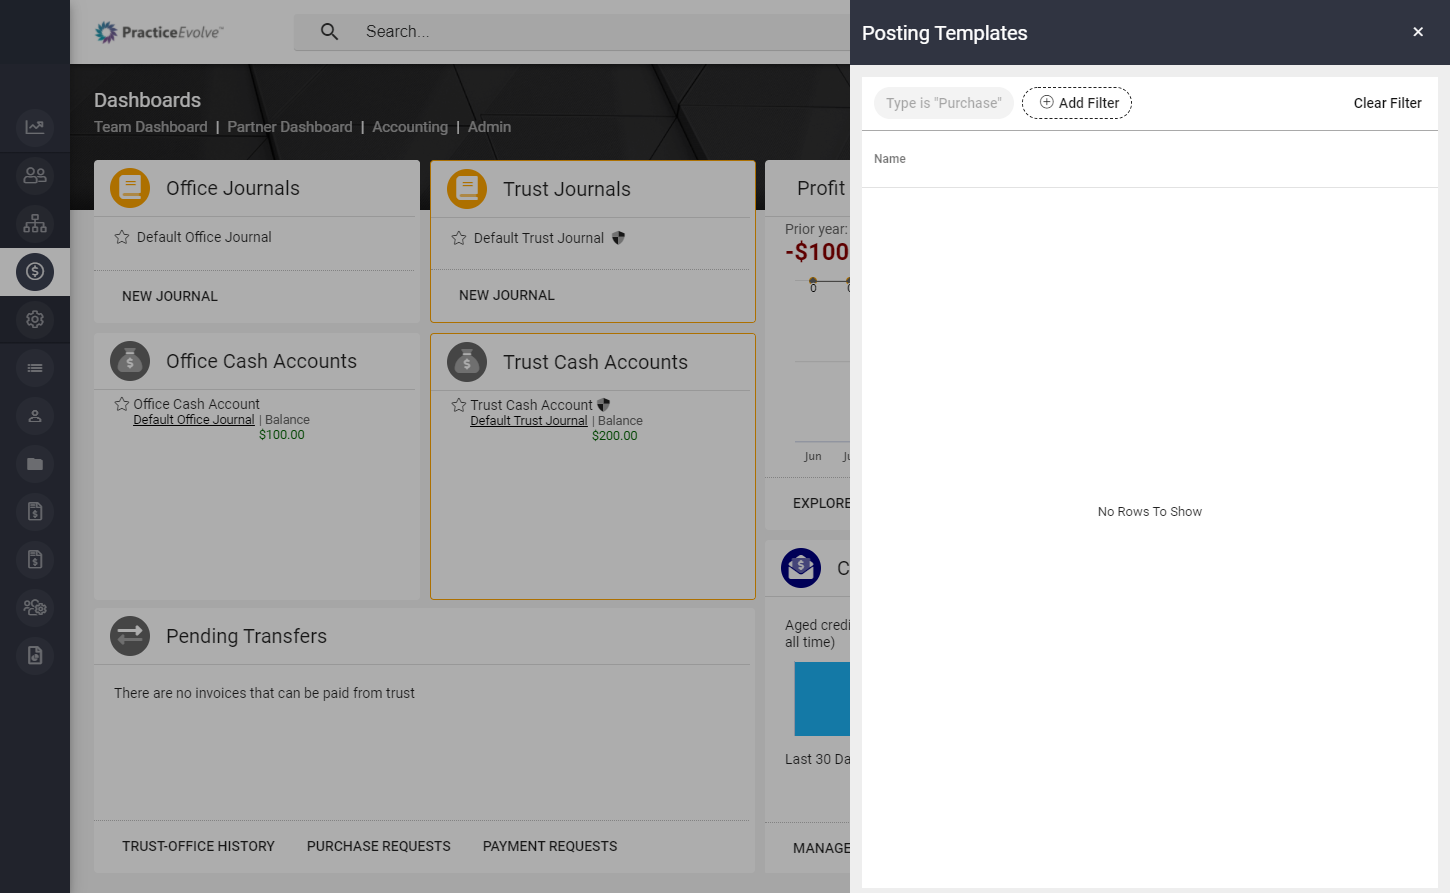 PracticeEvolve™
Search...
Dashboards
Team Dashboard | Partner Dashboard | Accounting | Admin
Office Journals
Default Office Journal
NEW JOURNAL
Trust Journals
Default Trust Journal
NEW JOURNAL
Profit
Prior year:
-$100
0
Jun
EXPLORE
Office Cash Accounts
Office Cash Account
Default Office Journal | Balance
$100.00
Trust Cash Accounts
Trust Cash Account
Default Trust Journal | Balance
$200.00
Pending Transfers
There are no invoices that can be paid from trust
TRUST-OFFICE HISTORY PURCHASE REQUESTS PAYMENT REQUESTS
C
Aged credi
all time)
Last 30 Da
MANAGE
Posting Templates
Type is "Purchase" Add Filter Clear Filter
Name
No Rows To Show